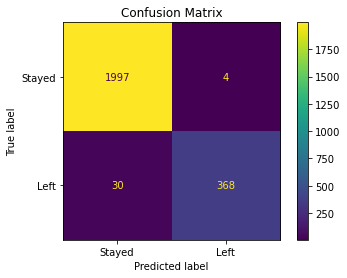 Confusion Matrix
Stayed
1997
4
Left
30
368
Stayed
Left
Predicted label
True label
1750
1500
1250
1000
750
500
250